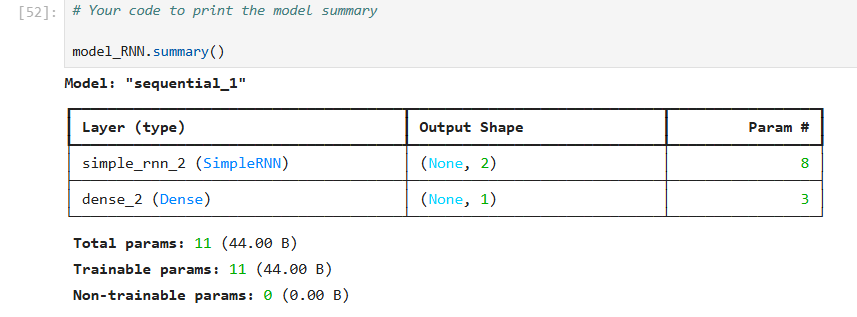 [52]: # Your code to print the model summary
model_RNN.summary()
Model: "sequential_1"
Layer (type) Output Shape Param #
simple_rnn_2 (SimpleRNN) (None, 2) 8
dense_2 (Dense) (None, 1) 3
Total params: 11 (44.00 B)
Trainable params: 11 (44.00 B)
Non-trainable params: 0 (0.00 B)